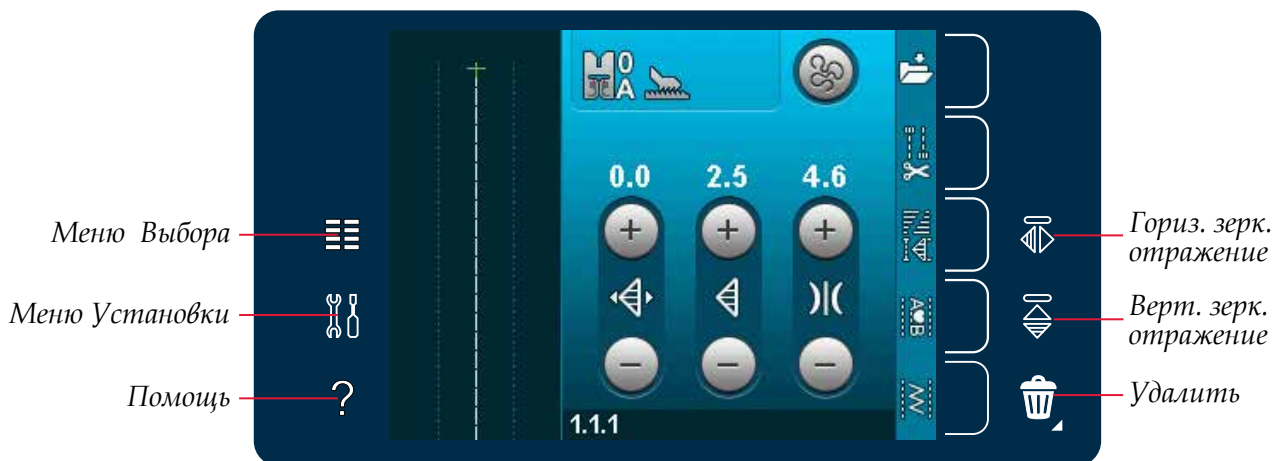 0
A
0.0 2.5 4.6
Меню Выбора
Гориз. зерк.
отражение
Меню Установки
A♥B
Верт. зерк.
отражение
Помощь
?
Удалить
1.1.1